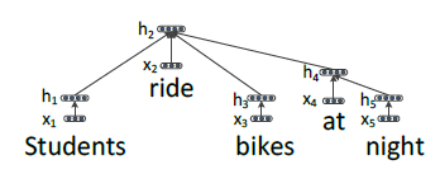 h₂
x₂
ride
h₄
h₁ h₃ x₄ h₅
x₁ x₃ at x₅
Students bikes night